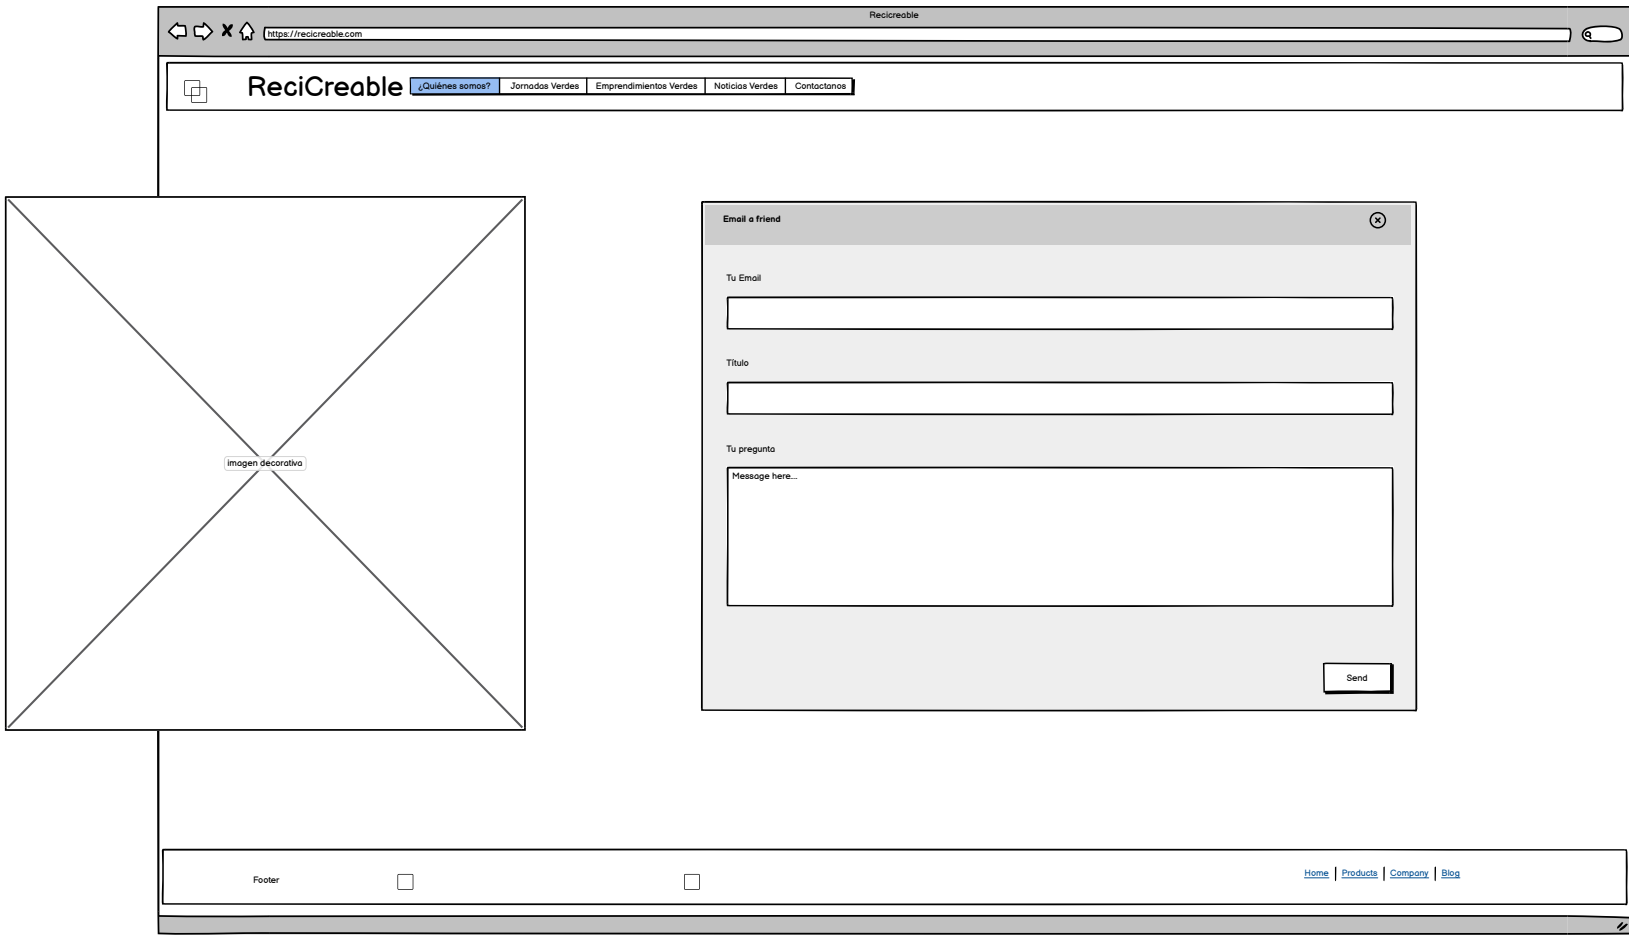 Recicreable
https://recicreable.com
ReciCreable
¿Quiénes somos? Jornadas Verdes Emprendimientos Verdes Noticias Verdes Contactanos
imagen decorativa
Email a friend
Tu Email
Título
Tu pregunta
Message here...
Send
Footer
Home Products Company Blog